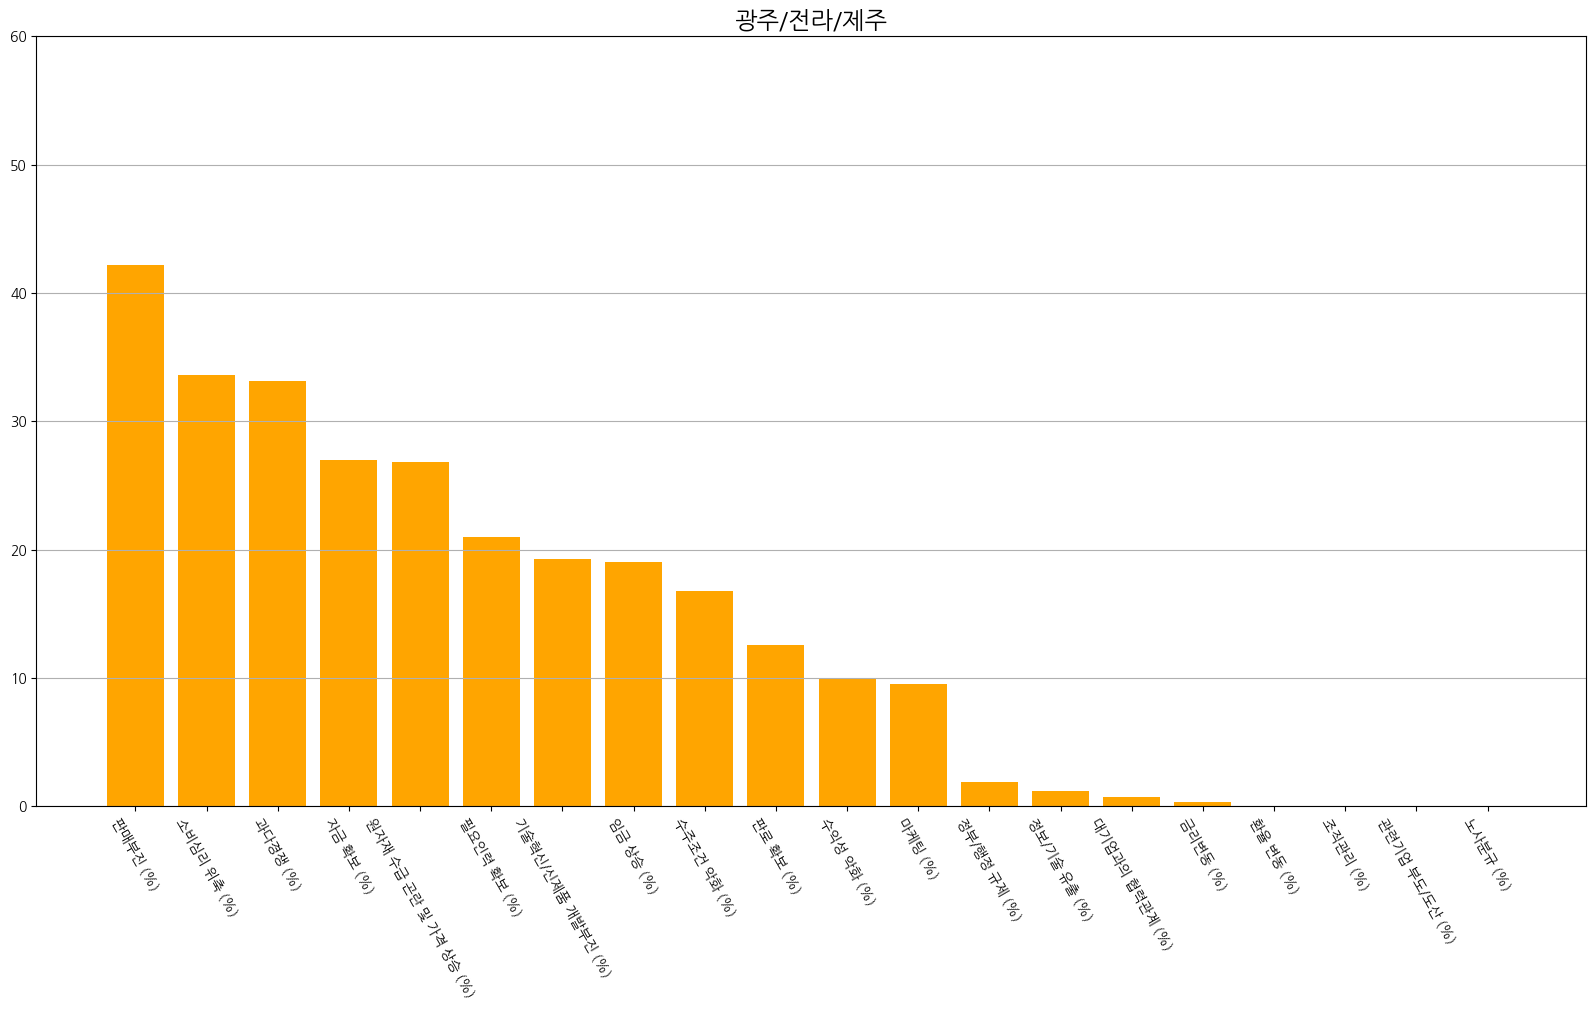 광주/전라/제주
60
50
40
30
20
10
0
판매부진 (%)
소비심리 위축 (%)
과다경쟁 (%)
자금 확보 (%)
원자재 수급 곤란 및 가격 상승 (%)
필요인력 확보 (%)
기술혁신/신제품 개발부진 (%)
임금 상승 (%)
수주조건 악화 (%)
판로 확보 (%)
수익성 악화 (%)
마케팅 (%)
정부/행정 규제 (%)
정보/기술 유출 (%)
대기업과의 협력관계 (%)
금리변동 (%)
환율 변동 (%)
조직관리 (%)
관련기업 부도/도산 (%)
노사분규 (%)